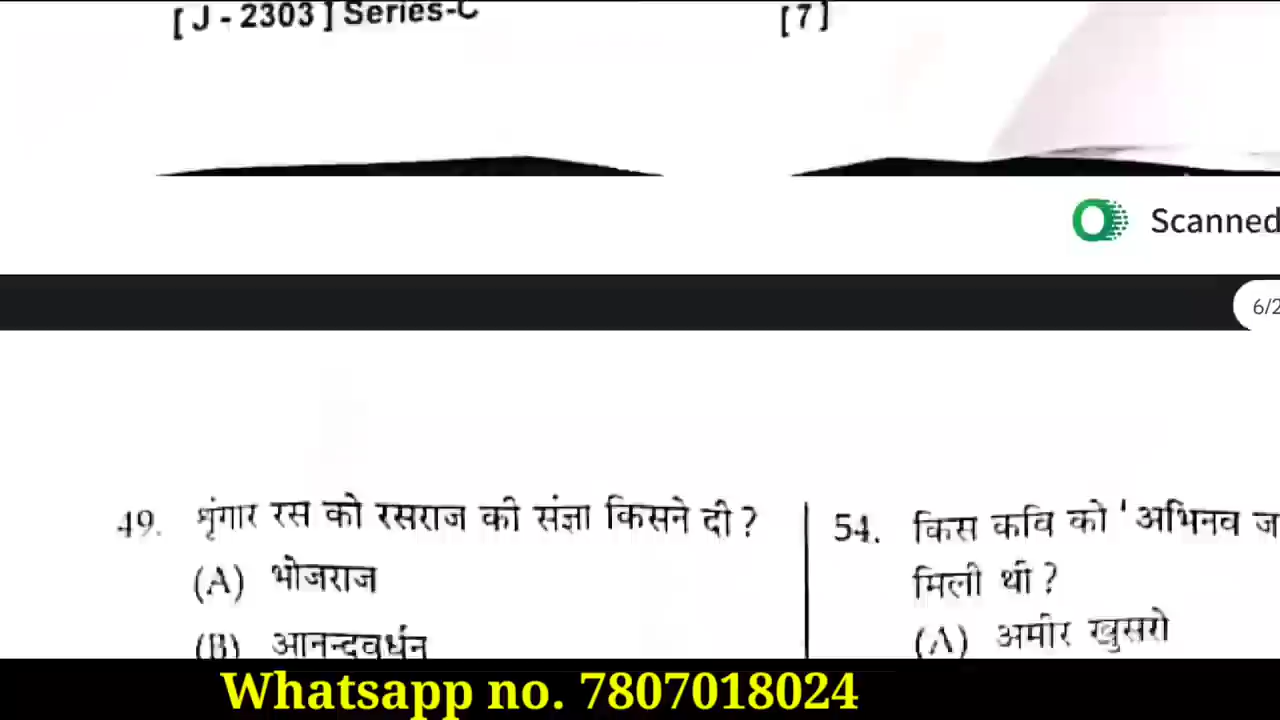 [ J - 2303 ] Series-C
[ 7 ]
Scanned
6/2
49. शृंगार रस को रसराज की संज्ञा किसने दी ?
(A) भोजराज
(B) आनन्दवर्धन
54. किस कवि को 'अभिनव ज
मिली थी ?
(A) अमीर खुसरो
Whatsapp no. 7807018024